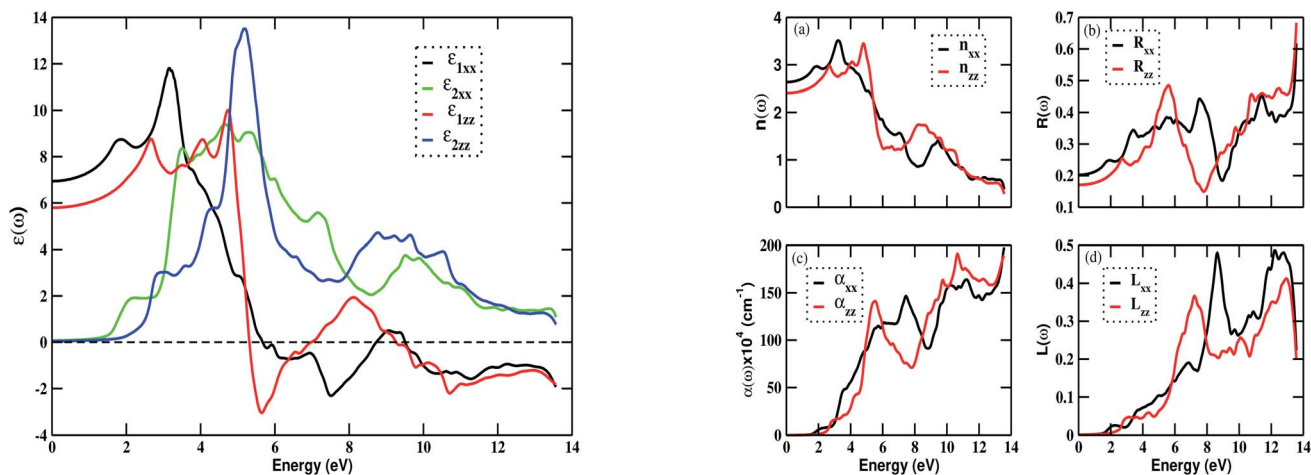 14
12
10
8
6
4
2
0
-2
-4
ε(ω)
ε1xx
ε2xx
ε1zz
ε2zz
0 2 4 6 8 10 12 14
Energy (eV)
(a)
4
3
2
1
0
n(ω)
nxx
nzz
(b)
0.7
0.6
0.5
0.4
0.3
0.2
0.1
R(ω)
Rxx
Rzz
(c)
200
150
100
50
0
α(ω)x10⁴ (cm⁻¹)
αxx
αzz
0 2 4 6 8 10 12 14
Energy (eV)
(d)
0.5
0.4
0.3
0.2
0.1
0
L(ω)
Lxx
Lzz
0 2 4 6 8 10 12 14
Energy (eV)